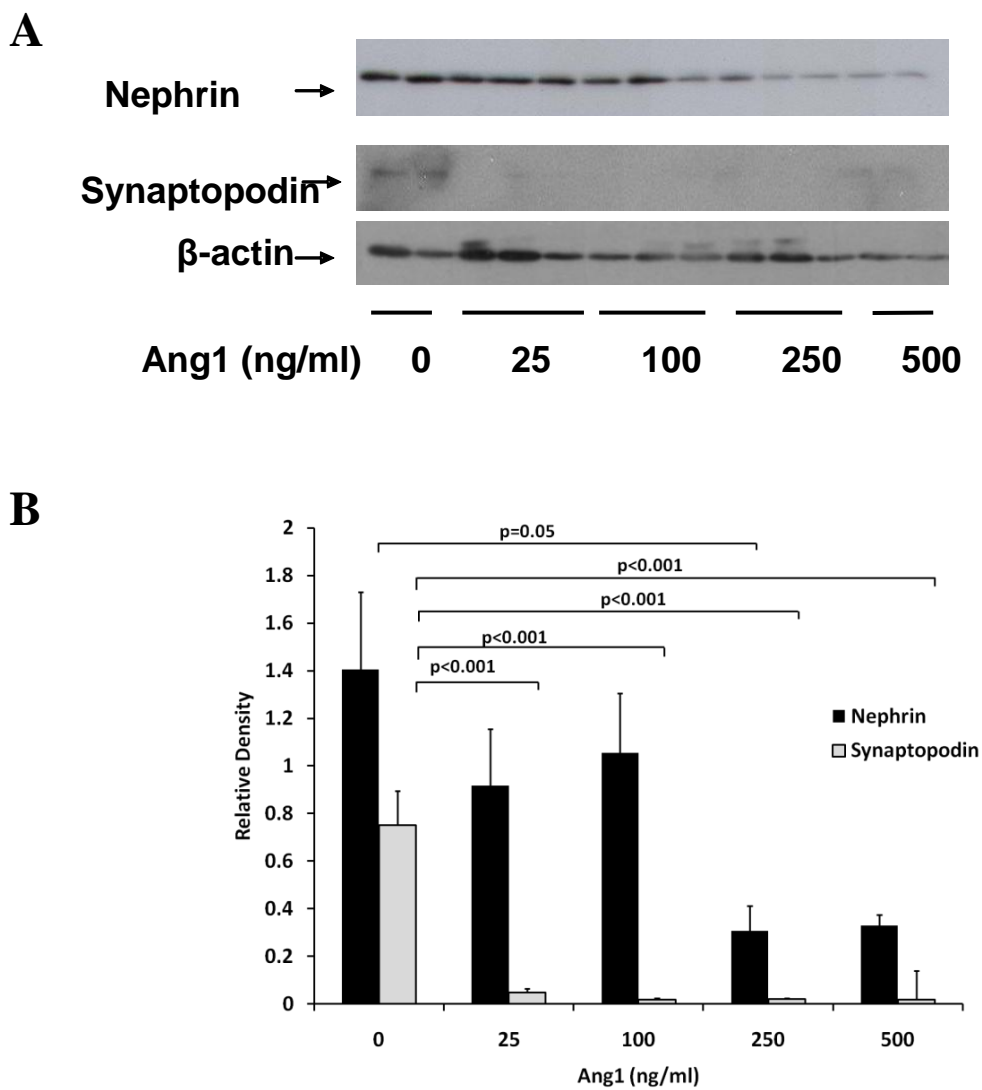 A
Nephrin
Synaptopodin
β-actin
Ang1 (ng/ml) 0 25 100 250 500
B
p=0.05
p<0.001
p<0.001
p<0.001
p<0.001
2
1.8
1.6
1.4
1.2
1
0.8
0.6
0.4
0.2
0
Relative Density
Nephrin
Synaptopodin
0 25 100 250 500
Ang1 (ng/ml)